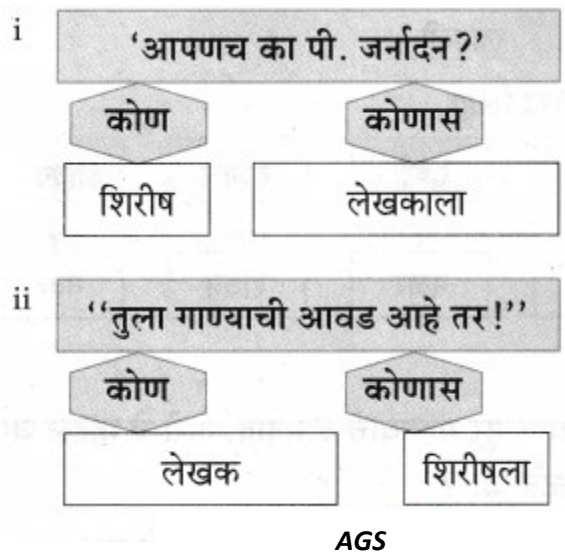 i
'आपणच का पी. जर्नादन?'
कोण कोणास
शिरीष लेखकाला
ii
‘‘तुला गाण्याची आवड आहे तर!’’
कोण कोणास
लेखक शिरीषला
AGS